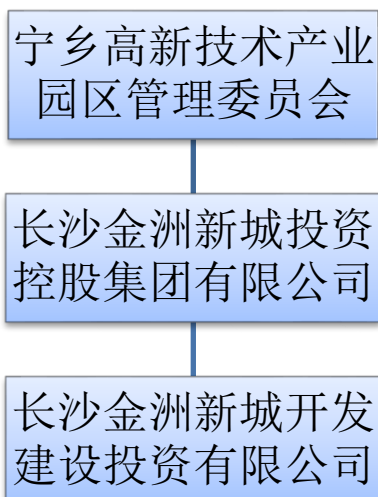 宁乡高新技术产业
园区管理委员会
长沙金洲新城投资
控股集团有限公司
长沙金洲新城开发
建设投资有限公司